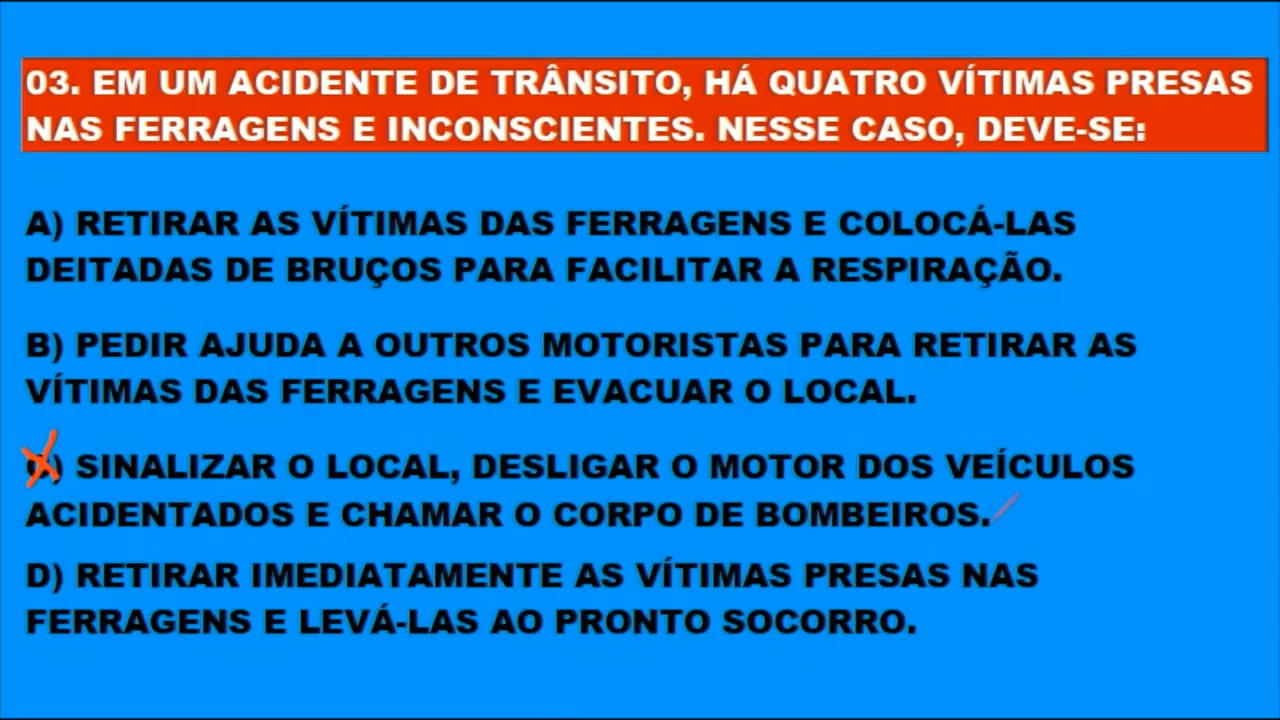 03. EM UM ACIDENTE DE TRÂNSITO, HÁ QUATRO VÍTIMAS PRESAS
NAS FERRAGENS E INCONSCIENTES. NESSE CASO, DEVE-SE:
A) RETIRAR AS VÍTIMAS DAS FERRAGENS E COLOCÁ-LAS
DEITADAS DE BRUÇOS PARA FACILITAR A RESPIRAÇÃO.
B) PEDIR AJUDA A OUTROS MOTORISTAS PARA RETIRAR AS
VÍTIMAS DAS FERRAGENS E EVACUAR O LOCAL.
C) SINALIZAR O LOCAL, DESLIGAR O MOTOR DOS VEÍCULOS
ACIDENTADOS E CHAMAR O CORPO DE BOMBEIROS.
D) RETIRAR IMEDIATAMENTE AS VÍTIMAS PRESAS NAS
FERRAGENS E LEVÁ-LAS AO PRONTO SOCORRO.